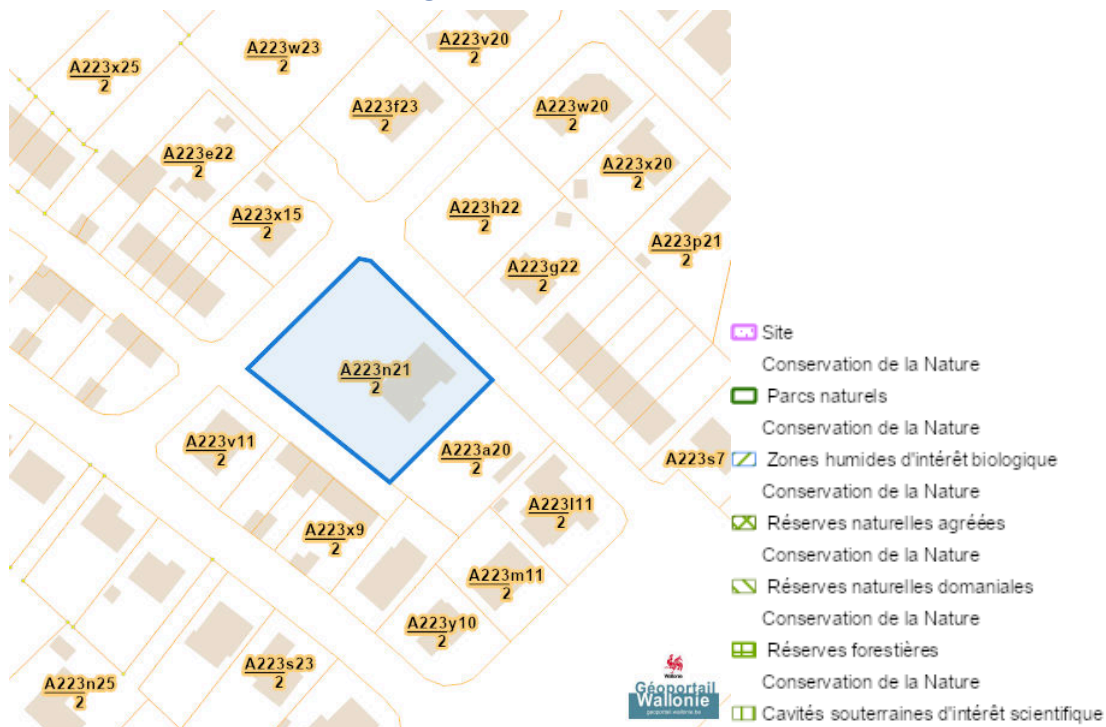 A223v20
2
A223w23
2
A223x25
2
A223f23
2
A223w20
2
A223e22
2
A223x20
2
A223x15
2
A223h22
2
A223p21
2
A223g22
2
A223n21
2
A223v11
2
A223a20
2
A223s7
A223l11
2
A223x9
2
A223m11
2
A223y10
2
A223s23
2
A223n25
2
Wallonie
Géoportail
Wallonie
geoportail.wallonie.be
Site
Conservation de la Nature
Parcs naturels
Conservation de la Nature
Zones humides d'intérêt biologique
Conservation de la Nature
Réserves naturelles agréées
Conservation de la Nature
Réserves naturelles domaniales
Conservation de la Nature
Réserves forestières
Conservation de la Nature
Cavités souterraines d'intérêt scientifique